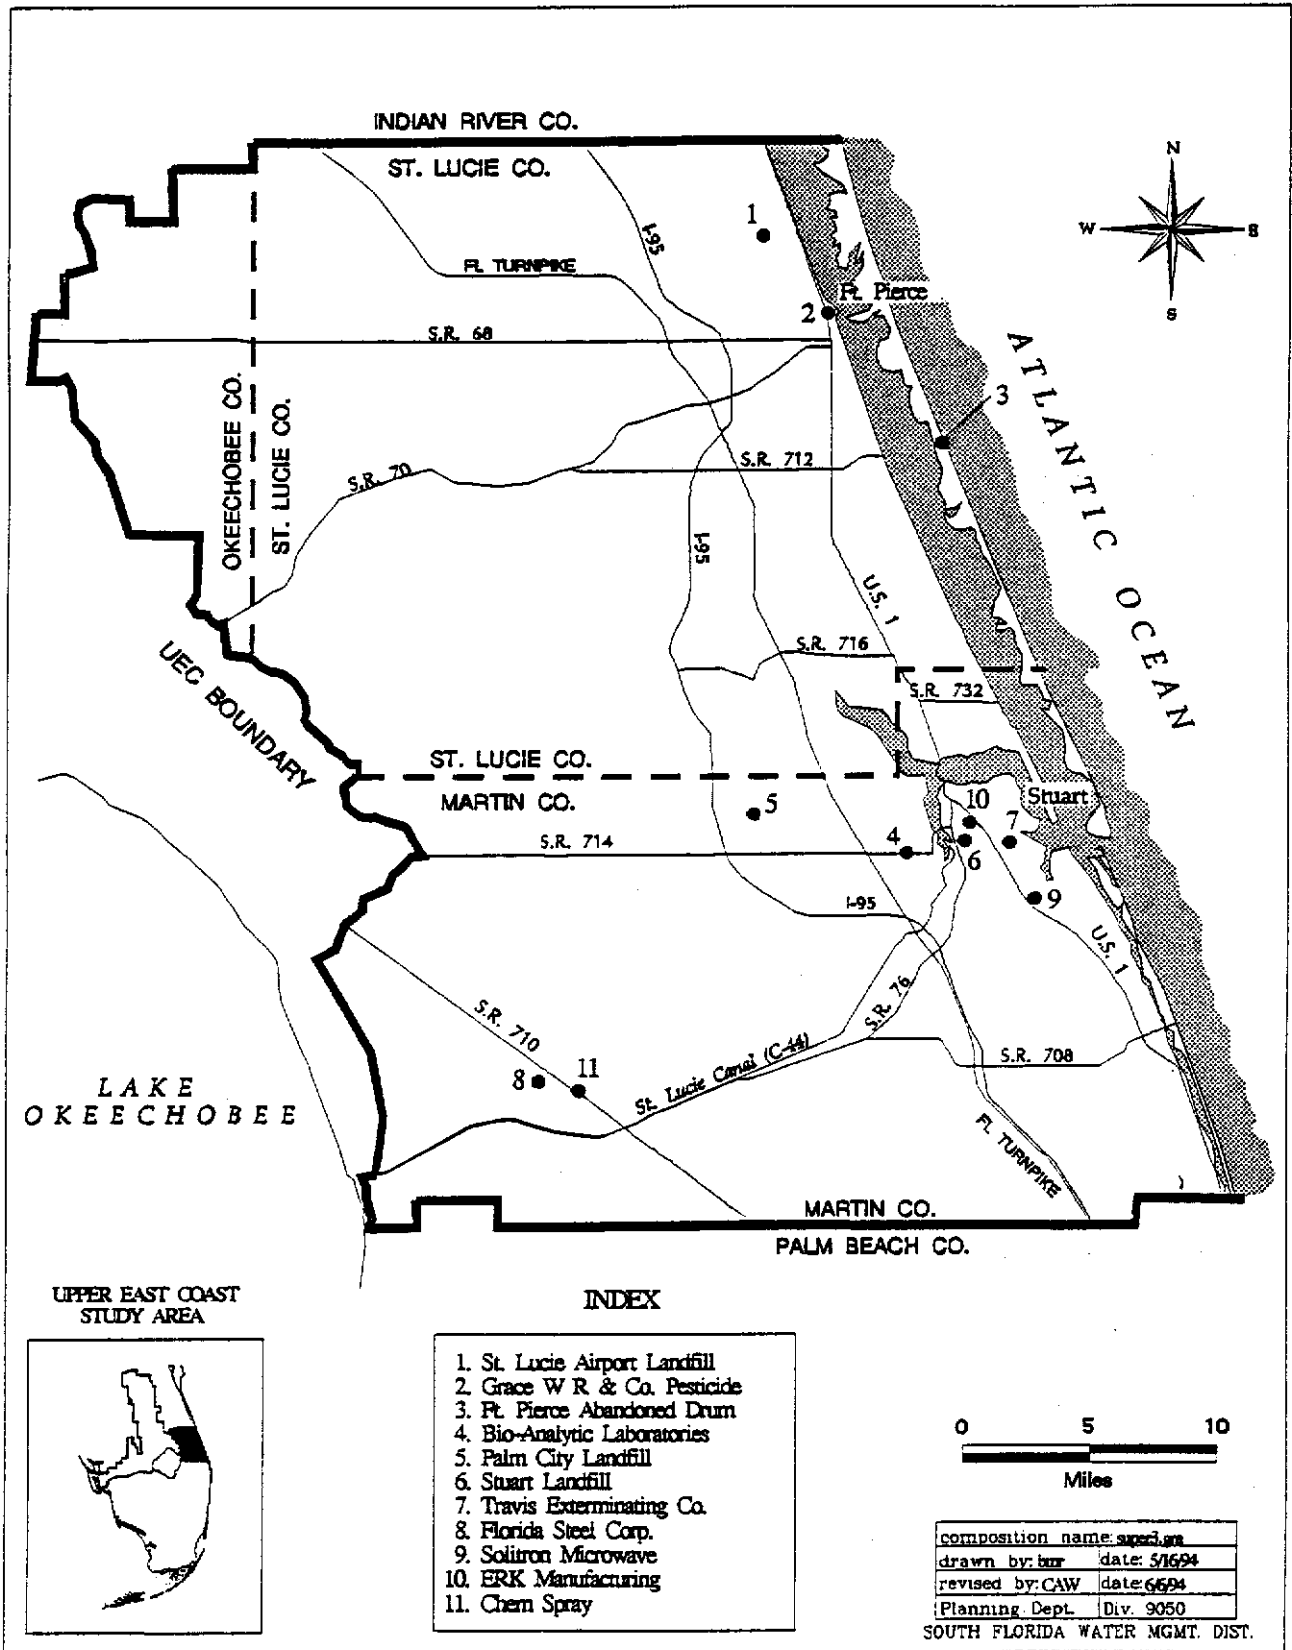 INDIAN RIVER CO.
ST. LUCIE CO.
N
W
E
S
1
I-95
FL. TURNPIKE
Ft. Pierce
2
S.R. 68
ATLANTIC OCEAN
3
OKEECHOBEE CO.
ST. LUCIE CO.
S.R. 70
S.R. 712
I-95
U.S. 1
S.R. 716
UEC BOUNDARY
S.R. 732
ST. LUCIE CO.
MARTIN CO.
5
10
Stuart
7
S.R. 714
4
6
I-95
9
U.S. 1
S.R. 76
S.R. 710
S.R. 708
8
11
St. Lucie Canal (C-44)
LAKE
OKEECHOBEE
FL. TURNPIKE
MARTIN CO.
PALM BEACH CO.
UPPER EAST COAST
STUDY AREA
INDEX
1. St. Lucie Airport Landfill
2. Grace W R & Co. Pesticide
3. Ft. Pierce Abandoned Drum
4. Bio-Analytic Laboratories
5. Palm City Landfill
6. Stuart Landfill
7. Travis Exterminating Co.
8. Florida Steel Corp.
9. Solitron Microwave
10. ERK Manufacturing
11. Chem Spray
0 5 10
Miles
composition name:
drawn by: date: 5/16/94
revised by: CAW date: 6/6/94
Planning Dept. Div. 9050
SOUTH FLORIDA WATER MGMT. DIST.